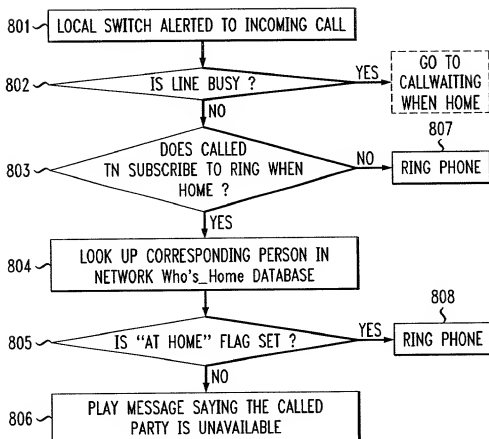 801
LOCAL SWITCH ALERTED TO INCOMING CALL
802
IS LINE BUSY ?
YES
GO TO
CALLWAITING
WHEN HOME
NO
803
DOES CALLED
TN SUBSCRIBE TO RING WHEN
HOME ?
NO
807
RING PHONE
YES
804
LOOK UP CORRESPONDING PERSON IN
NETWORK Who's_Home DATABASE
805
IS "AT HOME" FLAG SET ?
YES
808
RING PHONE
NO
806
PLAY MESSAGE SAYING THE CALLED
PARTY IS UNAVAILABLE